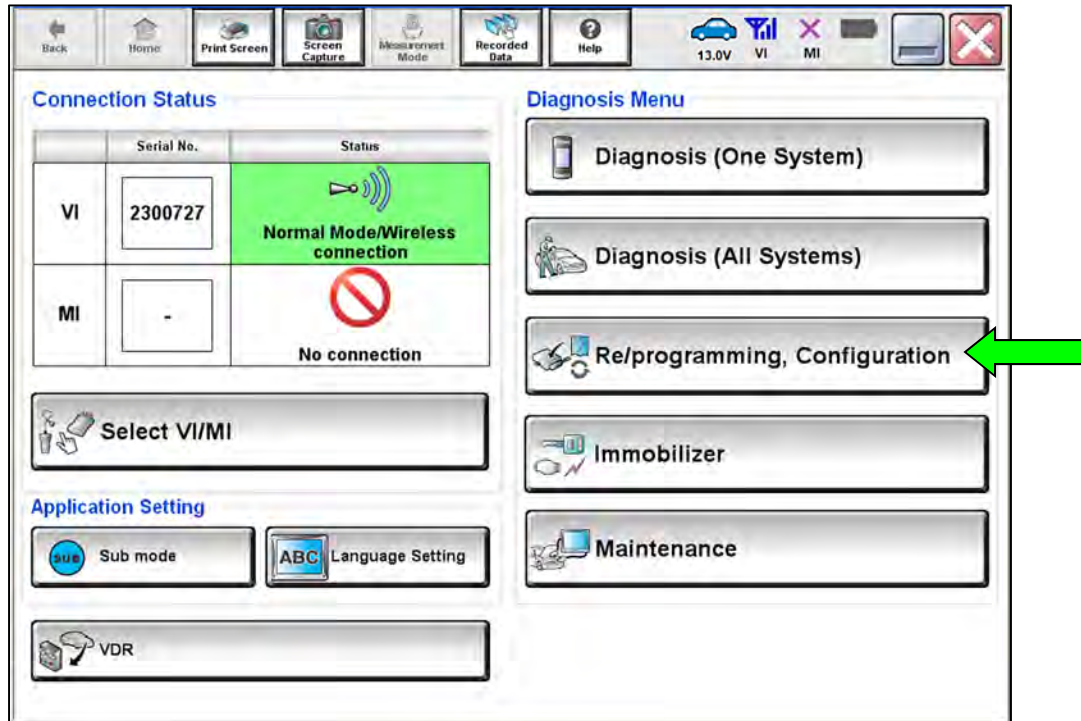 Back
Home
Print Screen
Screen
Capture
Measurement
Mode
Recorded
Data
?
Help
13.0V
VI
MI
Connection Status
Serial No.
Status
VI
2300727
Normal Mode/Wireless
connection
MI
-
No connection
Select VI/MI
Application Setting
SUB
Sub mode
ABC
Language Setting
VDR
Diagnosis Menu
Diagnosis (One System)
Diagnosis (All Systems)
Re/programming, Configuration
Immobilizer
Maintenance